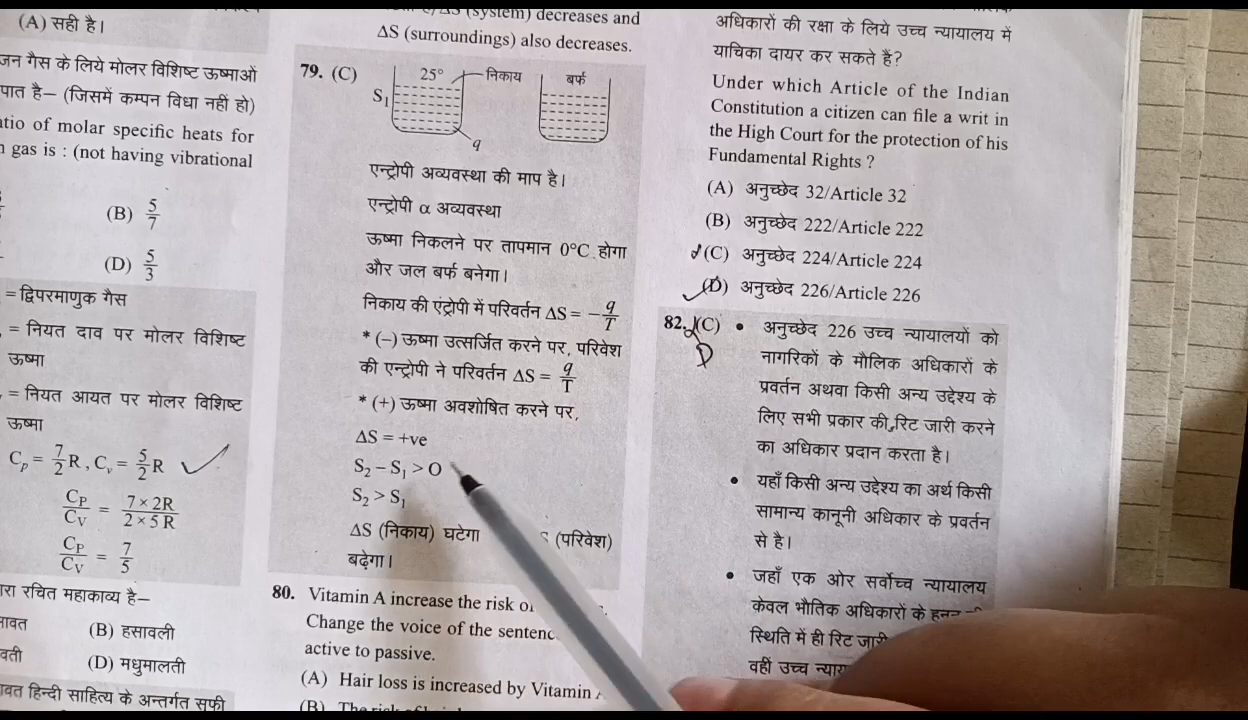 (A) सही है।
जन गैस के लिये मोलर विशिष्ट ऊष्माओं
पात है– (जिसमें कम्पन विधा नहीं हो)
tio of molar specific heats for
gas is : (not having vibrational
(B) 5/7
(D) 5/3
= द्विपरमाणुक गैस
= नियत दाव पर मोलर विशिष्ट
ऊष्मा
= नियत आयत पर मोलर विशिष्ट
ऊष्मा
Cp = 7/2 R , Cv = 5/2 R
CP/CV = 7 × 2R/2 × 5 R
CP/CV = 7/5
रा रचित महाकाव्य है–
(B) हसावली
(D) मधुमालती
हिन्दी साहित्य के अन्तर्गत सूफी
(system) decreases and
ΔS (surroundings) also decreases.
79. (C)
25° निकाय बर्फ
S1
q
एन्ट्रोपी अव्यवस्था की माप है।
एन्ट्रोपी α अव्यवस्था
ऊष्मा निकलने पर तापमान 0°C होगा
और जल बर्फ बनेगा।
निकाय की एंट्रोपी में परिवर्तन ΔS = – q/T
* (–) ऊष्मा उत्सर्जित करने पर, परिवेश
की एन्ट्रोपी ने परिवर्तन ΔS = q/T
* (+) ऊष्मा अवशोषित करने पर,
ΔS = +ve
S2 – S1 > O
S2 > S1
ΔS (निकाय) घटेगा (परिवेश)
बढ़ेगा।
80. Vitamin A increase the risk
Change the voice of the
active to passive.
(A) Hair loss is increased by Vitamin
(B)
अधिकारों की रक्षा के लिये उच्च न्यायालय में
याचिका दायर कर सकते हैं?
Under which Article of the Indian
Constitution a citizen can file a writ in
the High Court for the protection of his
Fundamental Rights ?
(A) अनुच्छेद 32/Article 32
(B) अनुच्छेद 222/Article 222
(C) अनुच्छेद 224/Article 224
(D) अनुच्छेद 226/Article 226
82. (C) • अनुच्छेद 226 उच्च न्यायालयों को
D
नागरिकों के मौलिक अधिकारों के
प्रवर्तन अथवा किसी अन्य उद्देश्य के
लिए सभी प्रकार की रिट जारी करने
का अधिकार प्रदान करता है।
• यहाँ किसी अन्य उद्देश्य का अर्थ किसी
सामान्य कानूनी अधिकार के प्रवर्तन
से है।
• जहाँ एक ओर सर्वोच्च न्यायालय
केवल भौतिक अधिकारों के
स्थिति में ही रिट
वहीं उच्च